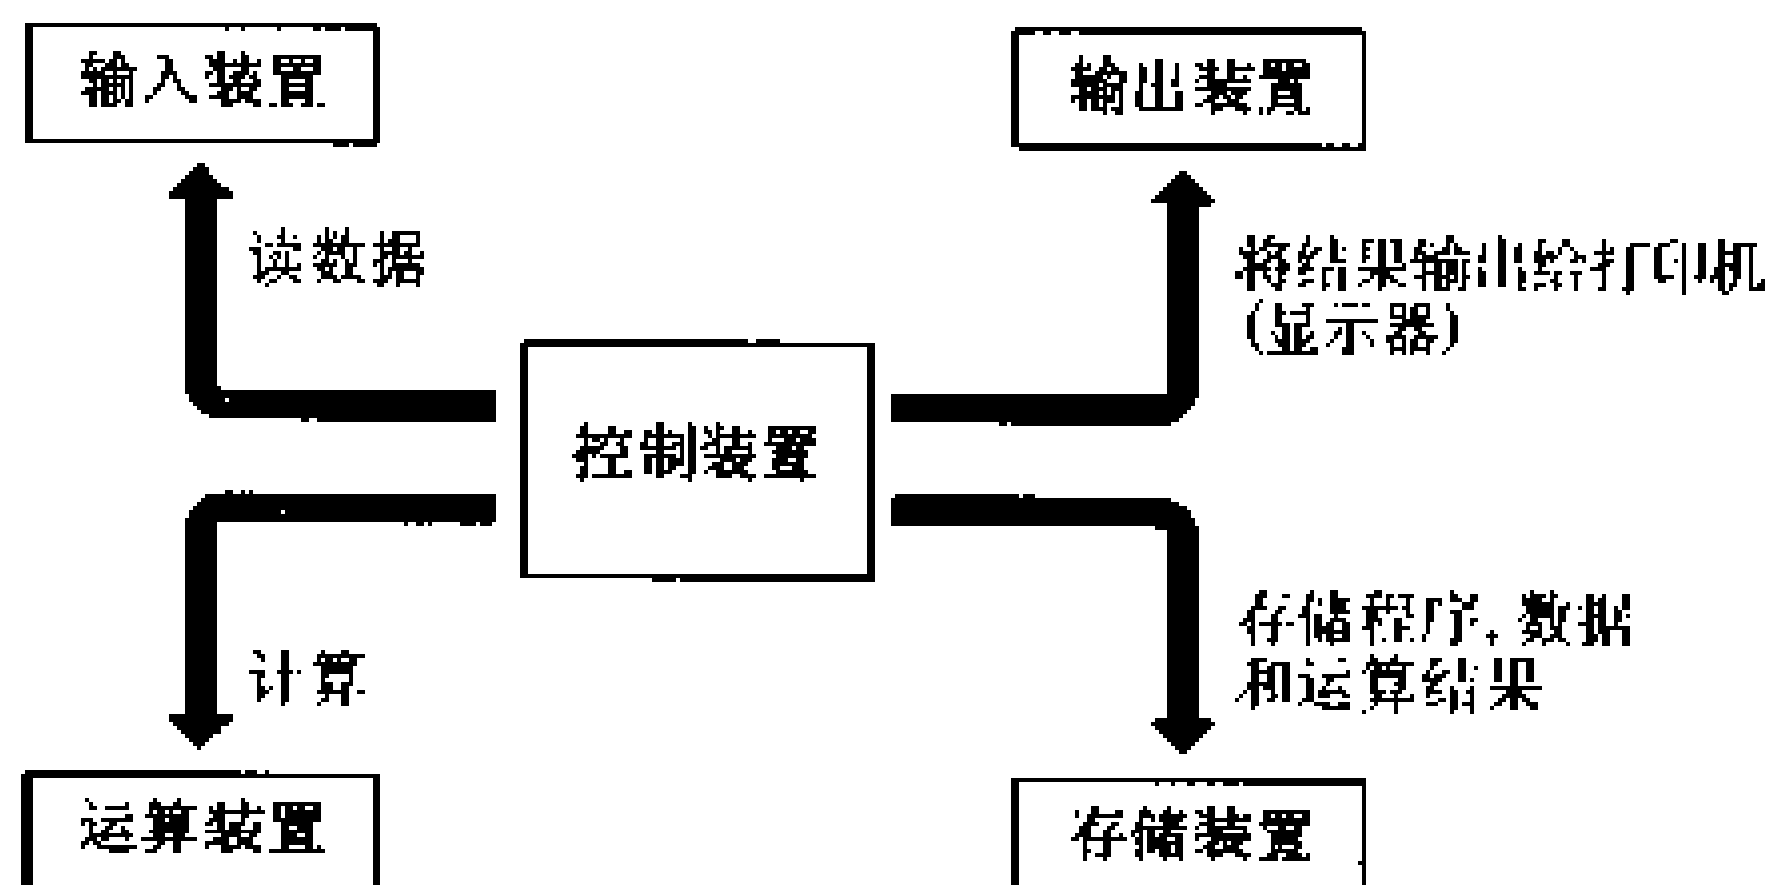 输入装置
输出装置
读数据
将结果输出给打印机
(显示器)
控制装置
计算
存储程序,数据
和运算结果
运算装置
存储装置